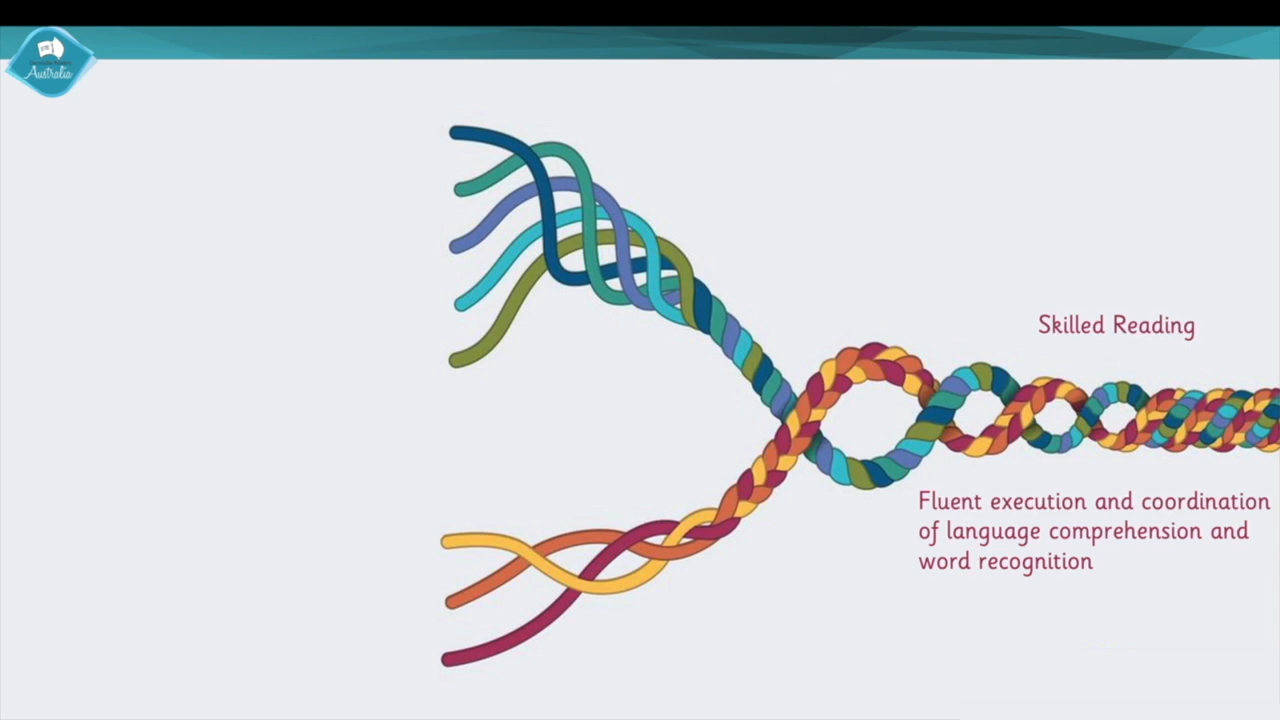 Australia
Skilled Reading
Fluent execution and coordination
of language comprehension and
word recognition